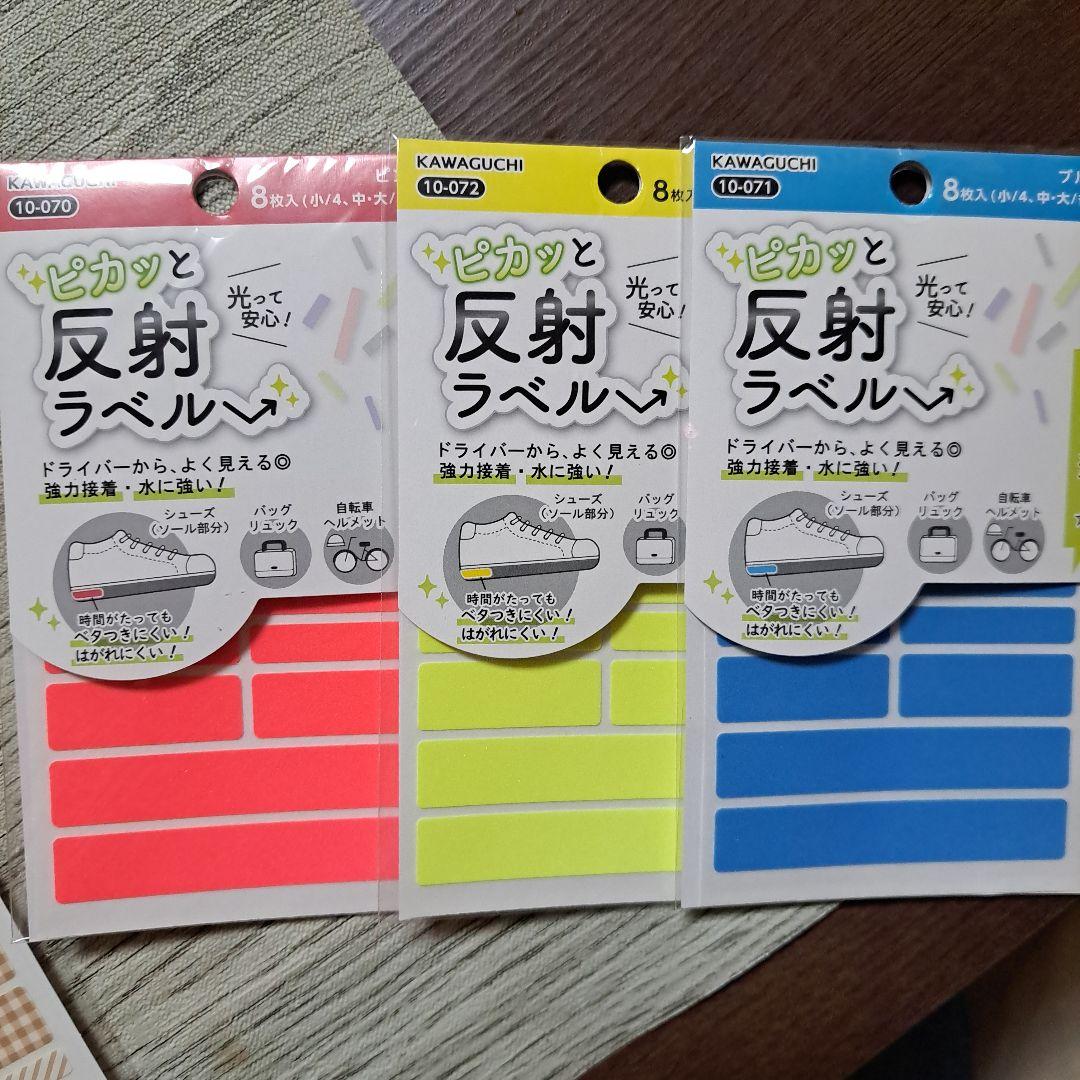 KAWAGUCHI
10-070
8枚入(小/4、中・大/
ピカッと
反射
ラベル
光って
安心!
ドライバーから、よく見える◎
強力接着・水に強い!
シューズ
(ソール部分)
バッグ
リュック
自転車
ヘルメット
時間がたっても
ベタつきにくい!
はがれにくい!
KAWAGUCHI
10-072
8枚
ピカッと
反射
ラベル
光って
安心!
ドライバーから、よく見える◎
強力接着・水に強い!
シューズ
(ソール部分)
バッグ
リュック
時間がたっても
ベタつきにくい!
はがれにくい!
KAWAGUCHI
10-071
ブル
8枚入(小/4、中・大/
ピカッと
反射
ラベル
光って
安心!
ドライバーから、よく見える◎
強力接着・水に強い!
シューズ
(ソール部分)
バッグ
リュック
自転車
ヘルメット
時間がたっても
ベタつきにくい!
はがれにくい!